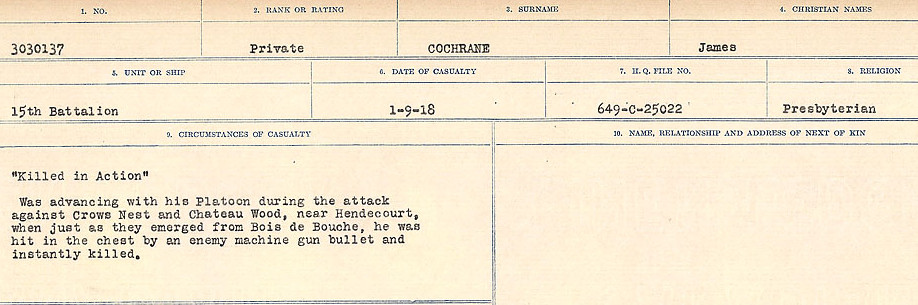 1. NO.
2. RANK OR RATING
3. SURNAME
4. CHRISTIAN NAMES
3030137
Private
COCHRANE
James
5. UNIT OR SHIP
6. DATE OF CASUALTY
7. H.Q. FILE NO.
8. RELIGION
15th Battalion
1-9-18
649-C-25022
Presbyterian
9. CIRCUMSTANCES OF CASUALTY
10. NAME, RELATIONSHIP AND ADDRESS OF NEXT OF KIN
"Killed in Action"
Was advancing with his Platoon during the attack
against Crows Nest and Chateau Wood, near Hendecourt,
when just as they emerged from Bois de Bouche, he was
hit in the chest by an enemy machine gun bullet and
instantly killed.